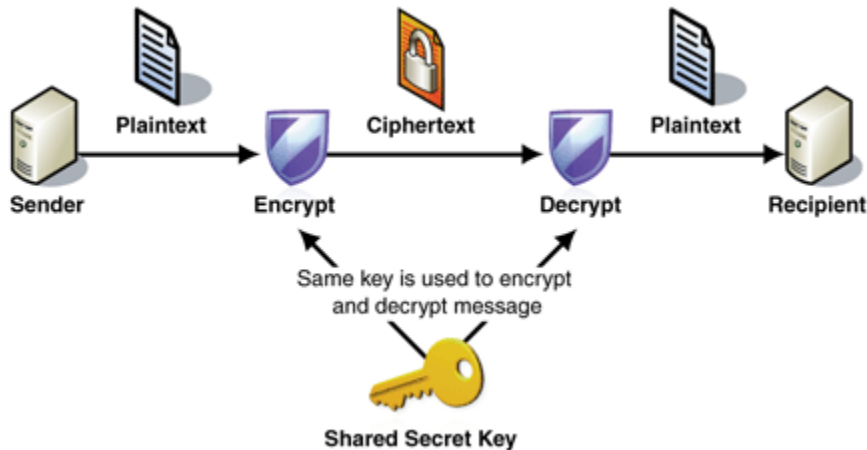 Plaintext
Ciphertext
Plaintext
Sender
Encrypt
Decrypt
Recipient
Same key is used to encrypt
and decrypt message
Shared Secret Key